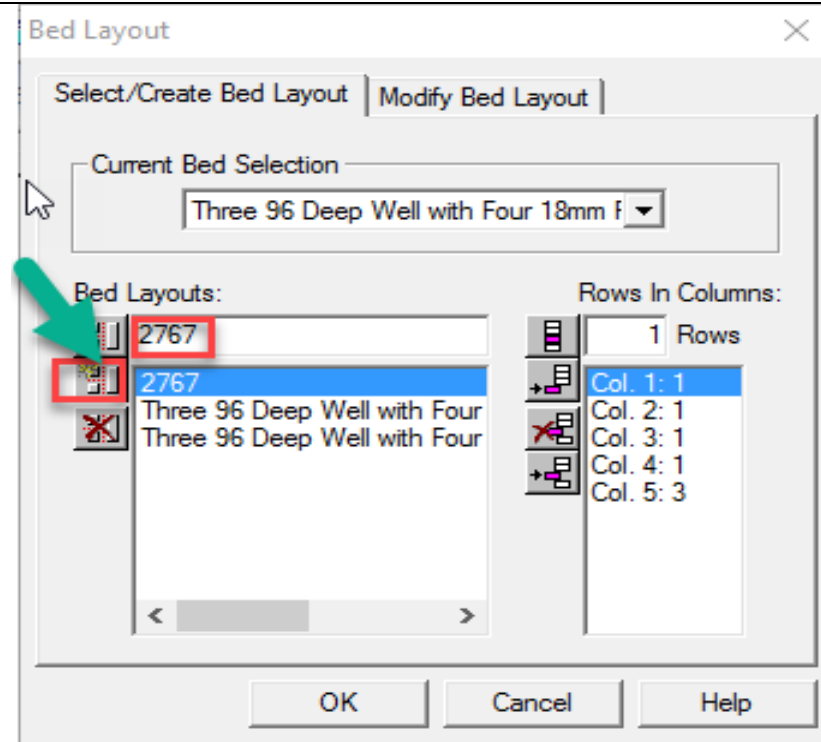 Bed Layout
Select/Create Bed Layout
Modify Bed Layout
Current Bed Selection
Three 96 Deep Well with Four 18mm
Bed Layouts:
2767
2767
Three 96 Deep Well with Four
Three 96 Deep Well with Four
Rows In Columns:
1 Rows
Col. 1: 1
Col. 2: 1
Col. 3: 1
Col. 4: 1
Col. 5: 3
OK
Cancel
Help